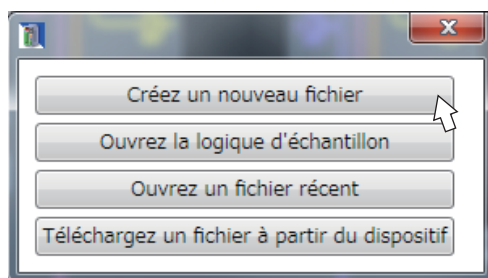 Créez un nouveau fichier
Ouvrez la logique d'échantillon
Ouvrez un fichier récent
Téléchargez un fichier à partir du dispositif